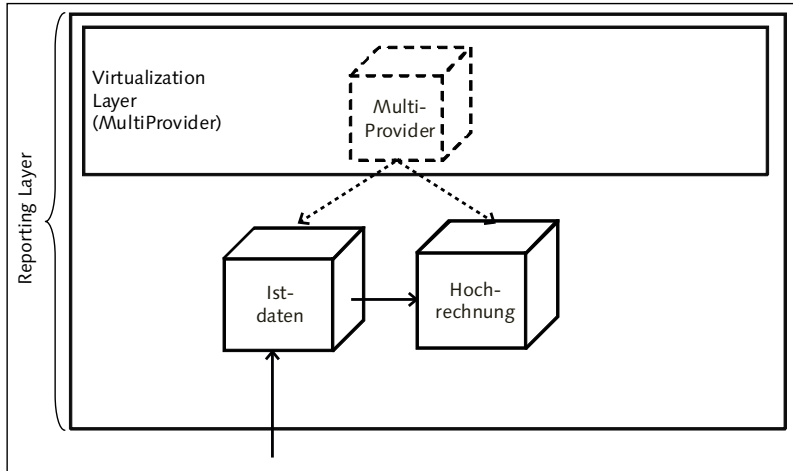 Virtualization
Layer
(MultiProvider)
Multi-
Provider
Reporting Layer
Ist-
daten
Hoch-
rechnung